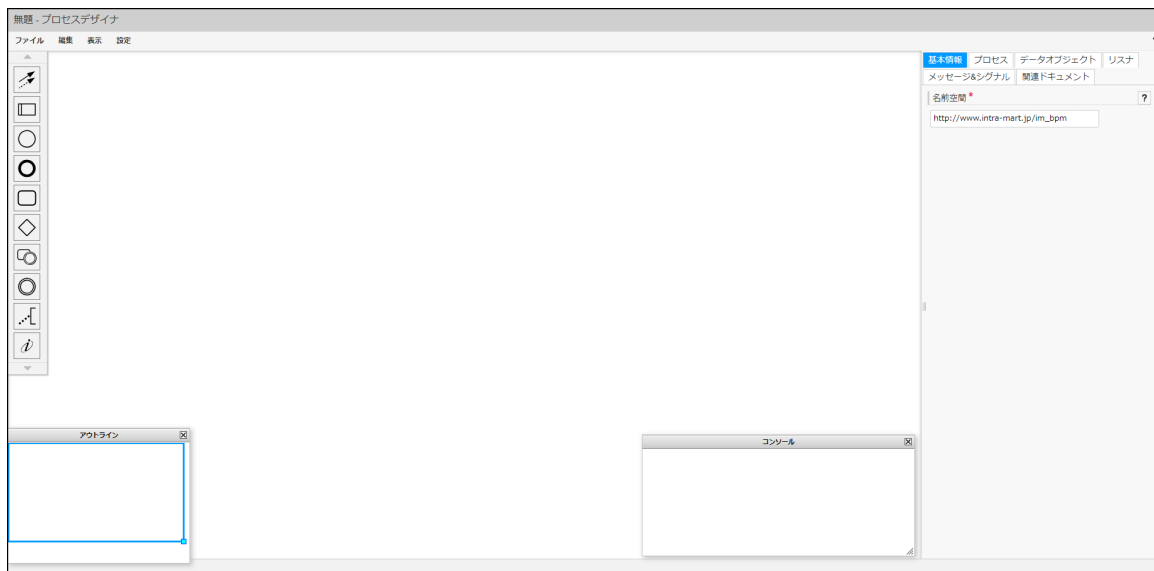 無題 - プロセスデザイナ
ファイル 編集 表示 設定
基本情報 プロセス データオブジェクト リスナ
メッセージ&シグナル 関連ドキュメント
名前空間 * ?
http://www.intra-mart.jp/im_bpm
アウトライン
コンソール